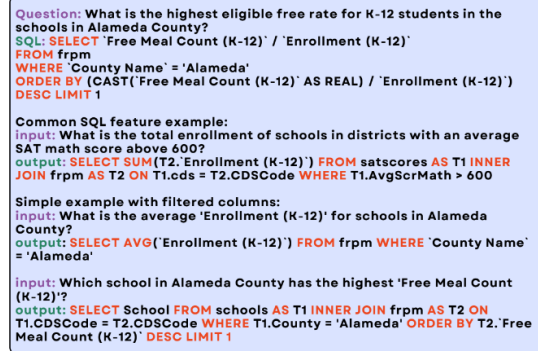 Question: What is the highest eligible free rate for K-12 students in the
schools in Alameda County?
SQL: SELECT `Free Meal Count (K-12)` / `Enrollment (K-12)`
FROM frpm
WHERE `County Name` = 'Alameda'
ORDER BY (CAST(`Free Meal Count (K-12)` AS REAL) / `Enrollment (K-12)`)
DESC LIMIT 1
Common SQL feature example:
input: What is the total enrollment of schools in districts with an average
SAT math score above 600?
output: SELECT SUM(T2.`Enrollment (K-12)`) FROM satscores AS T1 INNER
JOIN frpm AS T2 ON T1.cds = T2.CDSCode WHERE T1.AvgScrMath > 600
Simple example with filtered columns:
input: What is the average 'Enrollment (K-12)' for schools in Alameda
County?
output: SELECT AVG(`Enrollment (K-12)`) FROM frpm WHERE `County Name`
= 'Alameda'
input: Which school in Alameda County has the highest 'Free Meal Count
(K-12)'?
output: SELECT School FROM schools AS T1 INNER JOIN frpm AS T2 ON
T1.CDSCode = T2.CDSCode WHERE T1.County = 'Alameda' ORDER BY T2.`Free
Meal Count (K-12)` DESC LIMIT 1